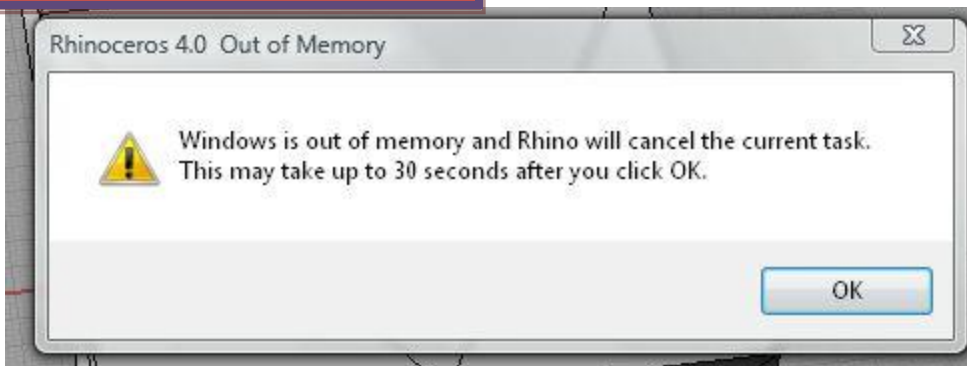 Rhinoceros 4.0 Out of Memory
Windows is out of memory and Rhino will cancel the current task.
This may take up to 30 seconds after you click OK.
OK